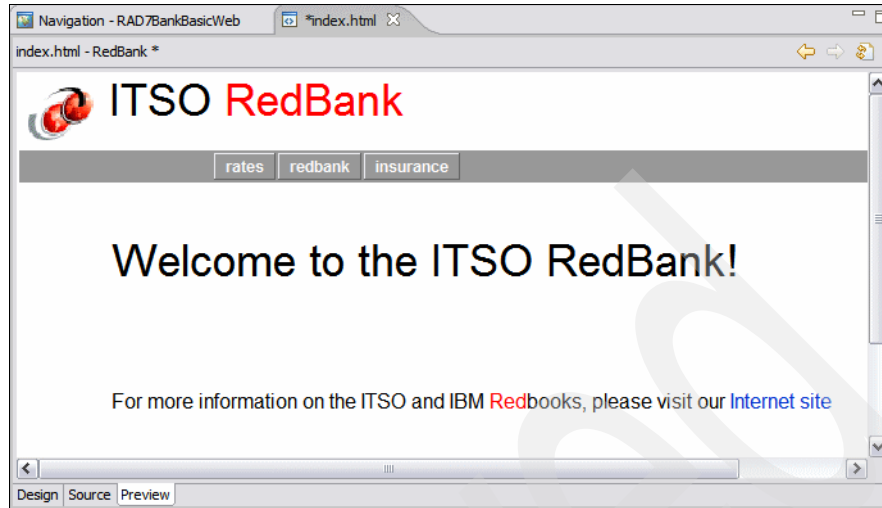 Navigation - RAD7BankBasicWeb *index.html
index.html - RedBank *
ITSO RedBank
rates redbank insurance
Welcome to the ITSO RedBank!
For more information on the ITSO and IBM Redbooks, please visit our Internet site
Design Source Preview